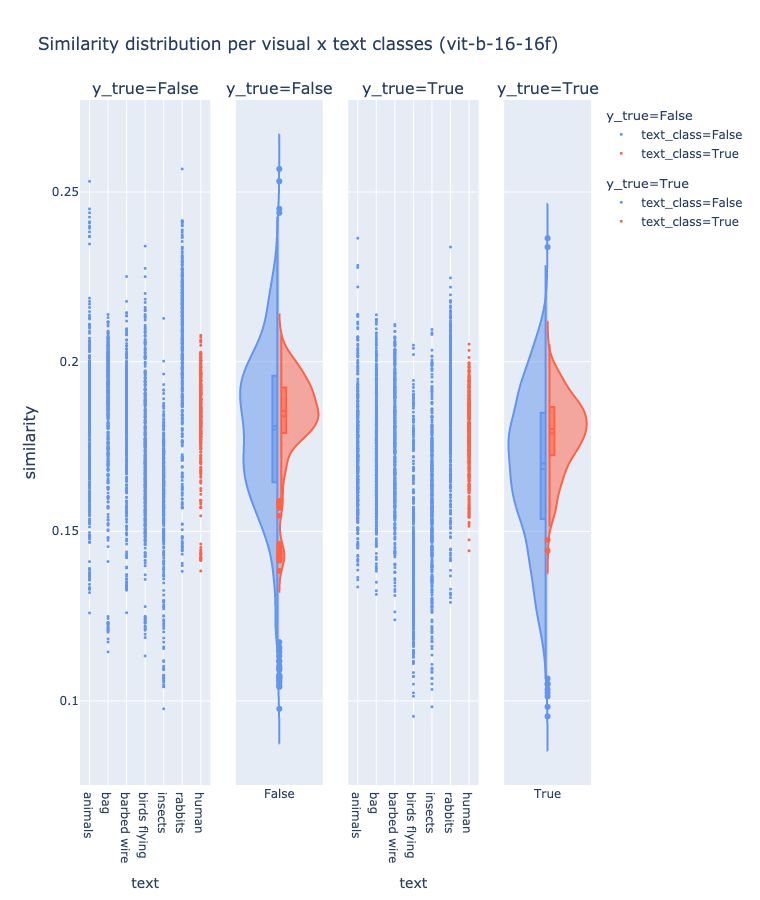 Similarity distribution per visual x text classes (vit-b-16-16f)
y_true=False
y_true=False
y_true=True
y_true=True
y_true=False
text_class=False
text_class=True
y_true=True
text_class=False
text_class=True
0.25
0.2
0.15
0.1
similarity
animals
bag
barbed wire
birds flying
insects
rabbits
human
text
False
animals
bag
barbed wire
birds flying
insects
rabbits
human
text
True